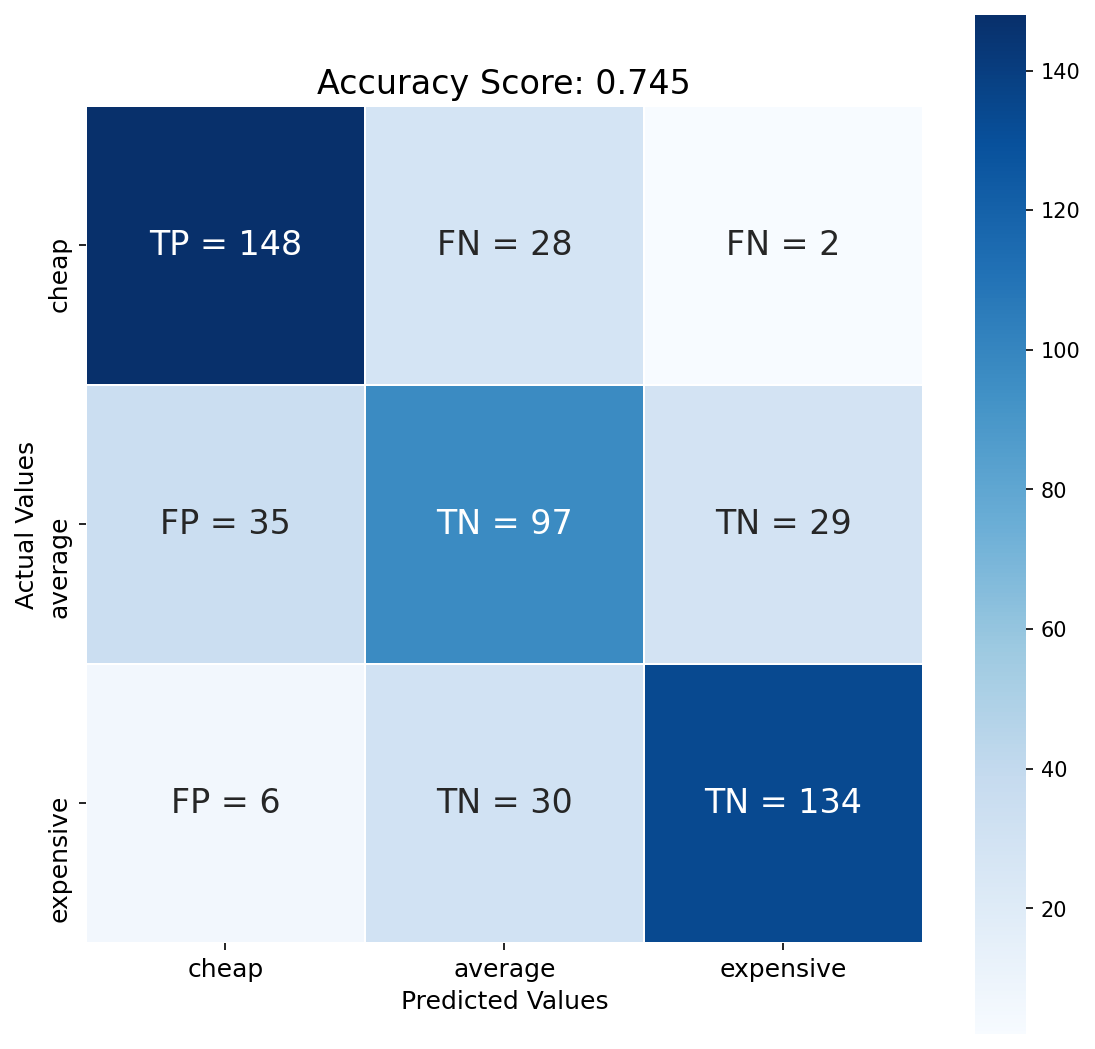 Accuracy Score: 0.745
TP = 148
FN = 28
FN = 2
FP = 35
TN = 97
TN = 29
FP = 6
TN = 30
TN = 134
Actual Values
cheap
average
expensive
cheap
average
expensive
Predicted Values
140
120
100
80
60
40
20